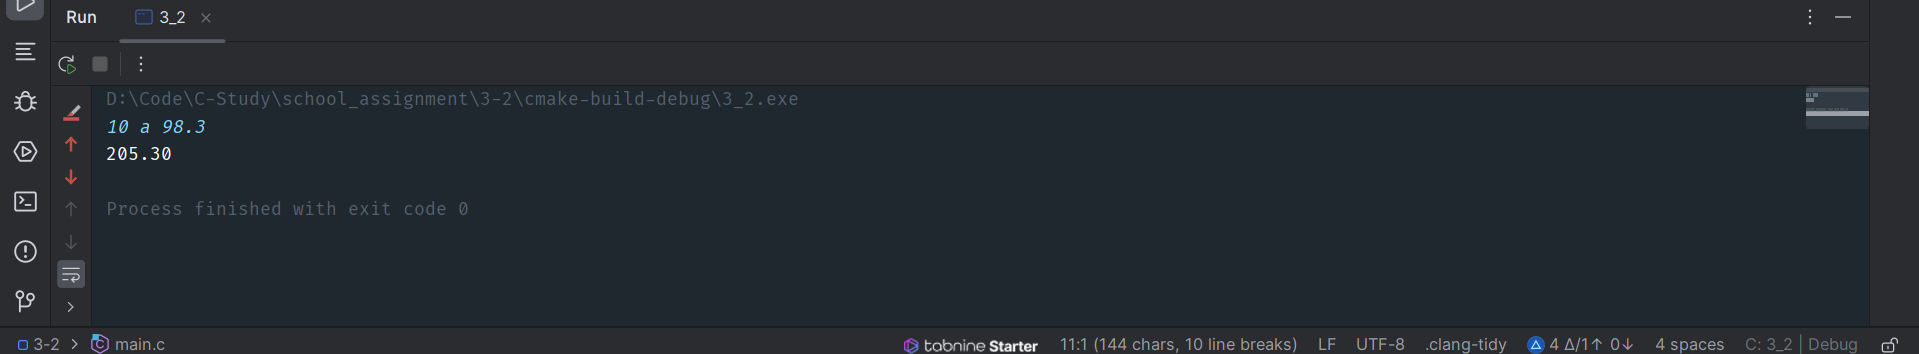 Run 3_2
D:\Code\C-Study\school_assignment\3-2\cmake-build-debug\3_2.exe
10 a 98.3
205.30
Process finished with exit code 0
3-2 > main.c tabnine Starter 11:1 (144 chars, 10 line breaks) LF UTF-8 .clang-tidy 4 Δ/1↑ 0↓ 4 spaces C: 3_2 | Debug